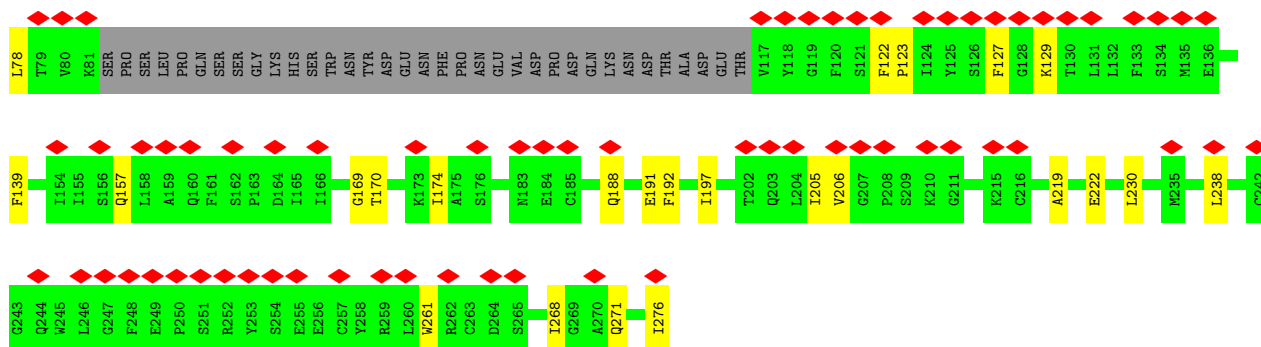 L78 T79 V80 K81 SER PRO SER LEU PRO GLN SER SER GLY LYS HIS SER TRP ASN TYR ASP GLU ASN PHE PRO ASN GLU VAL ASP PRO ASP GLN LYS ASN ASP THR ALA ASP GLU THR V117 Y118 G119 F120 S121 F122 P123 I124 Y125 S126 F127 G128 K129 T130 L131 L132 F133 S134 M135 E136
F139 I154 I155 S156 Q157 L158 A159 Q160 F161 S162 P163 D164 I165 I166 G169 T170 K173 I174 A175 S176 N183 E184 C185 Q188 E191 F192 I197 T202 Q203 L204 I205 V206 G207 P208 S209 K210 G211 K215 C216 A219 E222 L230 M235 L238 C242
G243 Q244 W245 L246 G247 F248 E249 P250 S251 R252 Y253 S254 E255 E256 C257 Y258 R259 L260 W261 R262 C263 D264 S265 I268 G269 A270 Q271 I276